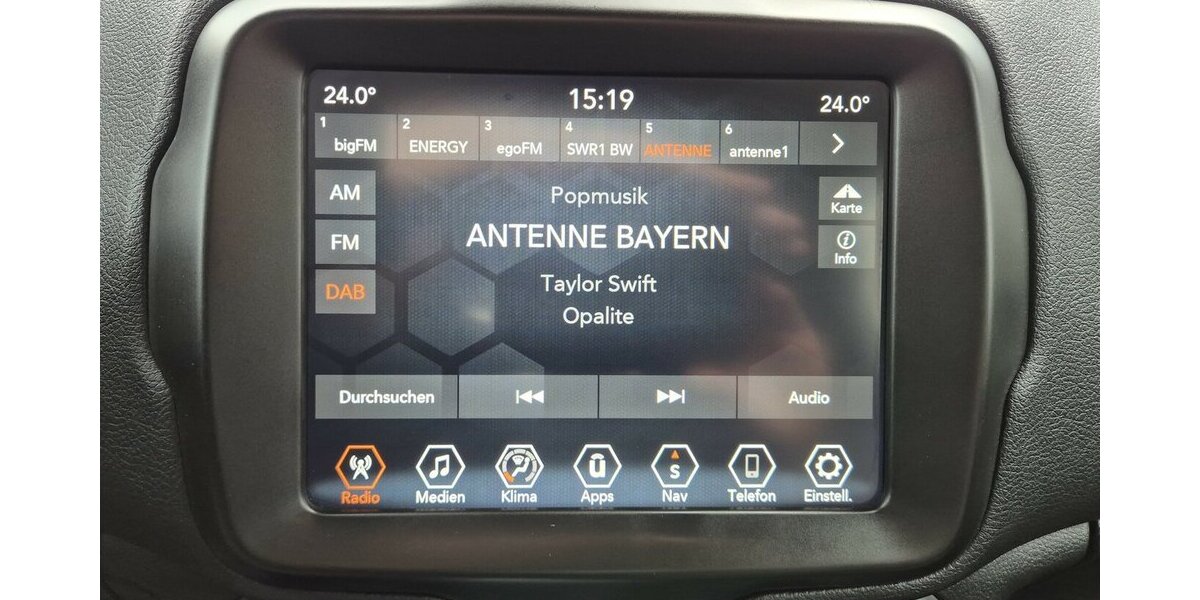 24.0° 15:19 24.0°
1 bigFM 2 ENERGY 3 egoFM 4 SWR1 BW 5 ANTENNE 6 antenne1
AM
FM
DAB
Popmusik
ANTENNE BAYERN
Taylor Swift
Opalite
Karte
Info
Durchsuchen Audio
Radio Medien Klima Apps Nav Telefon Einstell.